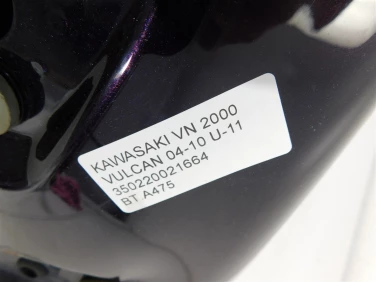 KAWASAKI VN 2000
VULCAN 04-10 U-11
350220021664
BT A475